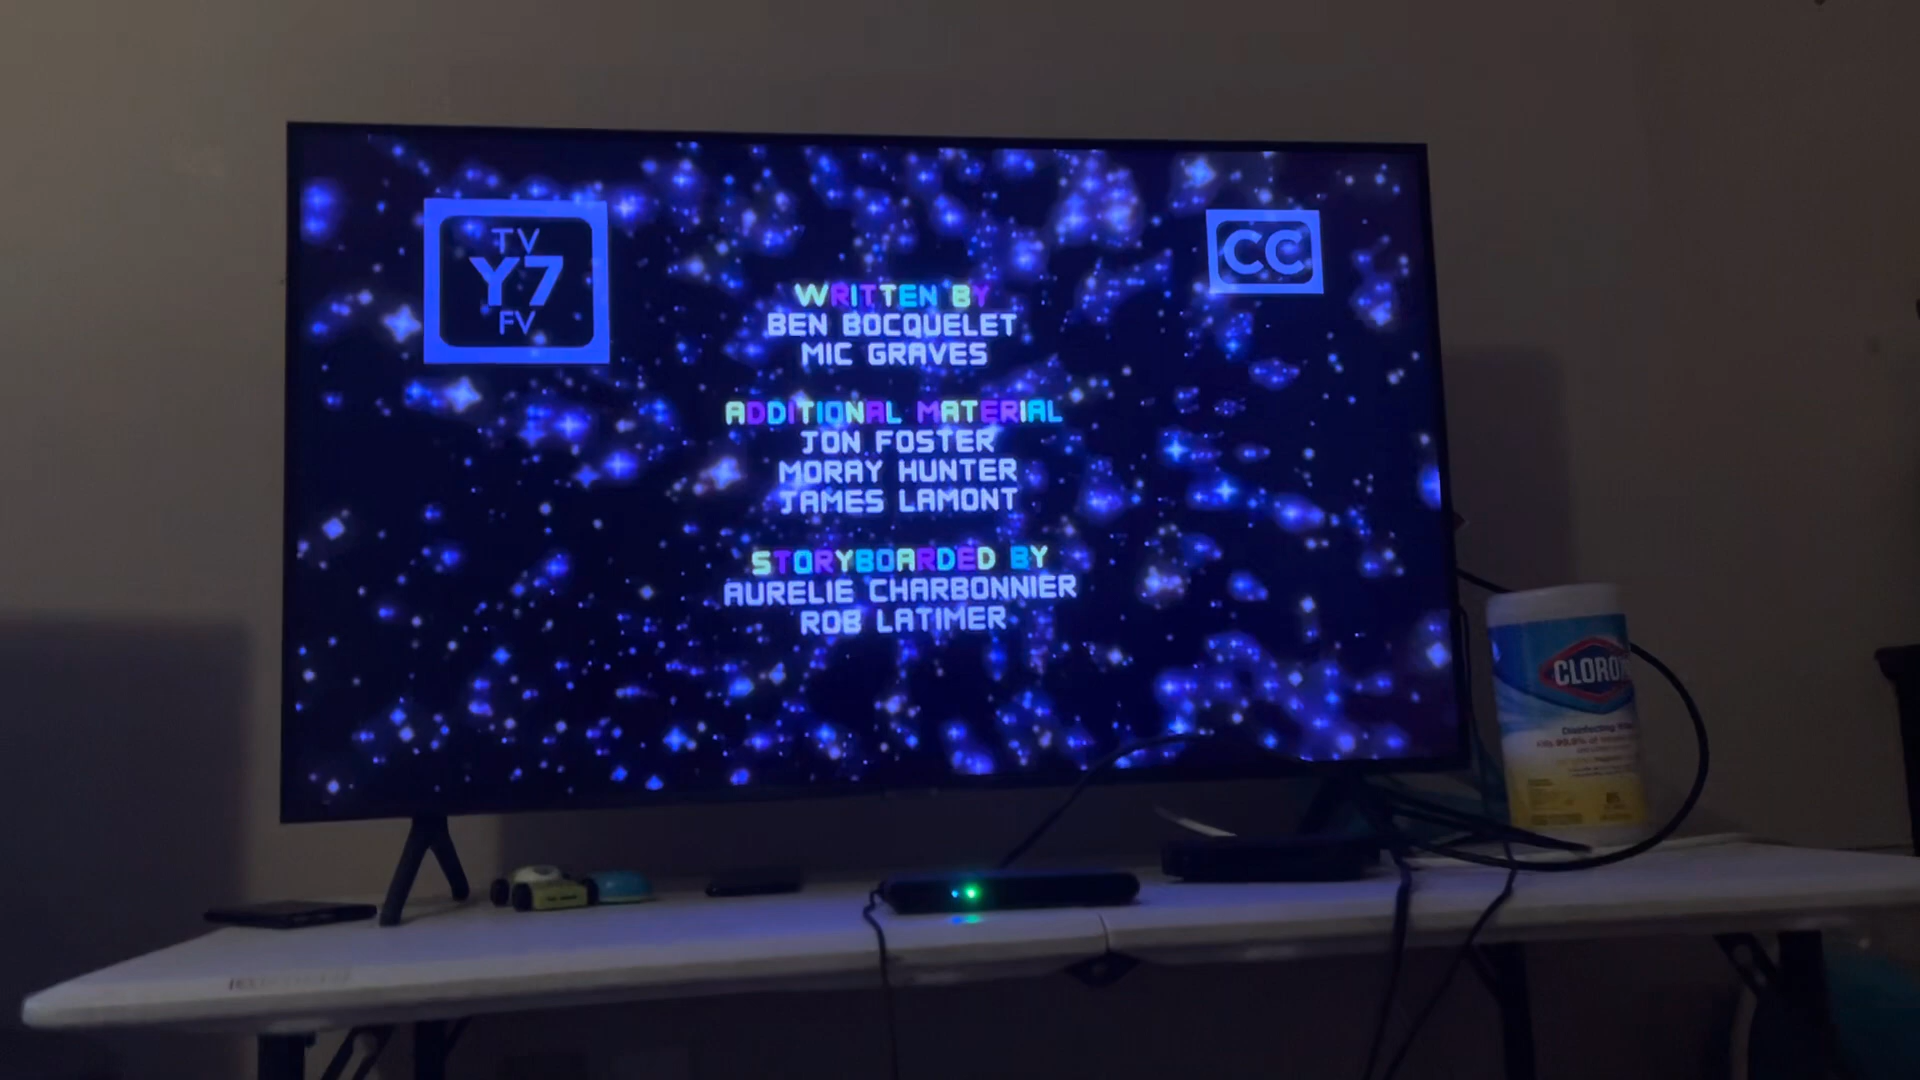 TV
Y7
FV
CC
WRITTEN BY
BEN BOCQUELET
MIC GRAVES
ADDITIONAL MATERIAL
JON FOSTER
MORAY HUNTER
JAMES LAMONT
STORYBOARDED BY
AURELIE CHARBONNIER
ROB LATIMER
CLOROX
Disinfecting